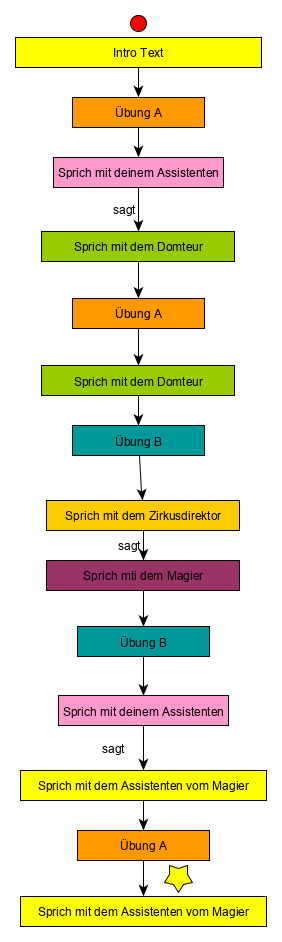 Intro Text
Übung A
Sprich mit deinem Assistenten
sagt
Sprich mit dem Domteur
Übung A
Sprich mit dem Domteur
Übung B
Sprich mit dem Zirkusdirektor
sagt
Sprich mti dem Magier
Übung B
Sprich mit deinem Assistenten
sagt
Sprich mit dem Assistenten vom Magier
Übung A
Sprich mit dem Assistenten vom Magier